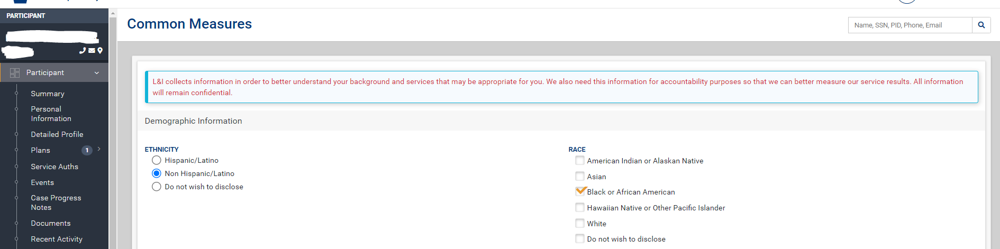 PARTICIPANT
Participant
Summary
Personal
Information
Detailed Profile
Plans 1
Service Auths
Events
Case Progress
Notes
Documents
Recent Activity
Common Measures
Name, SSN, PID, Phone, Email
L&I collects information in order to better understand your background and services that may be appropriate for you. We also need this information for accountability purposes so that we can better measure our service results. All information
will remain confidential.
Demographic Information
ETHNICITY
Hispanic/Latino
Non Hispanic/Latino
Do not wish to disclose
RACE
American Indian or Alaskan Native
Asian
Black or African American
Hawaiian Native or Other Pacific Islander
White
Do not wish to disclose